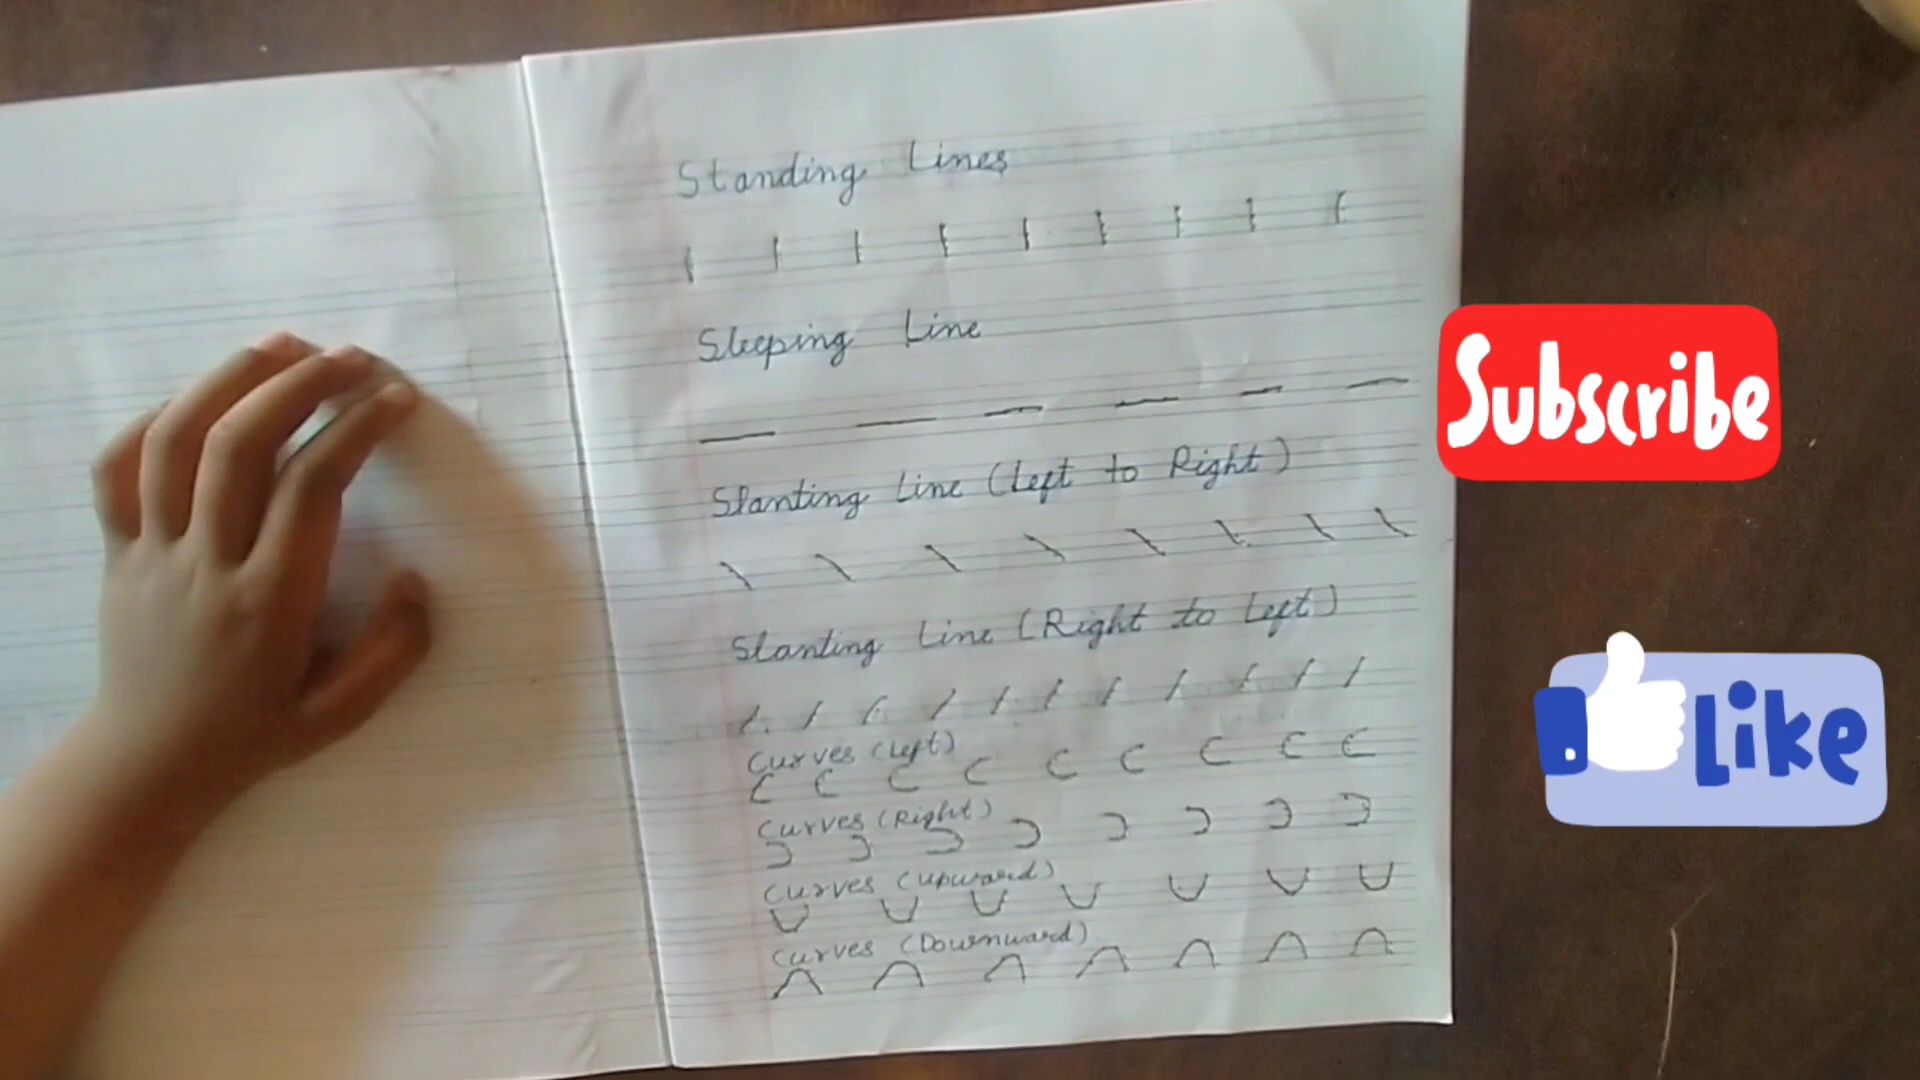 Standing Lines
Sleeping Line
Slanting Line (Left to Right)
Slanting Line (Right to Left)
Curves (Left)
Curves (Right)
Curves (Upward)
Curves (Downward)
Subscribe
Like